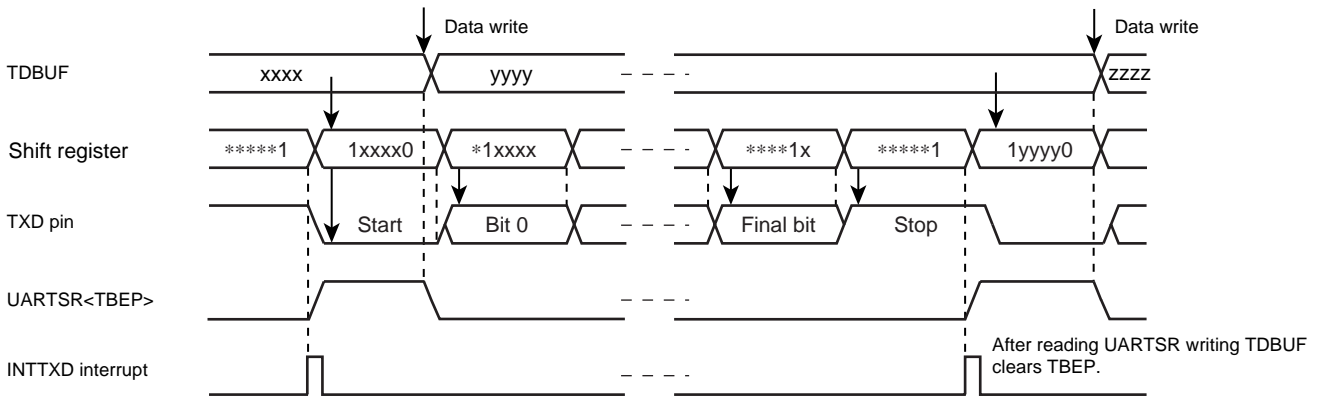 Data write Data write
TDBUF xxxx yyyy zzzz
Shift register *****1 1xxxx0 *1xxxx ****1x *****1 1yyyy0
TXD pin Start Bit 0 Final bit Stop
UARTSR<TBEP>
After reading UARTSR writing TDBUF
INTTXD interrupt clears TBEP.